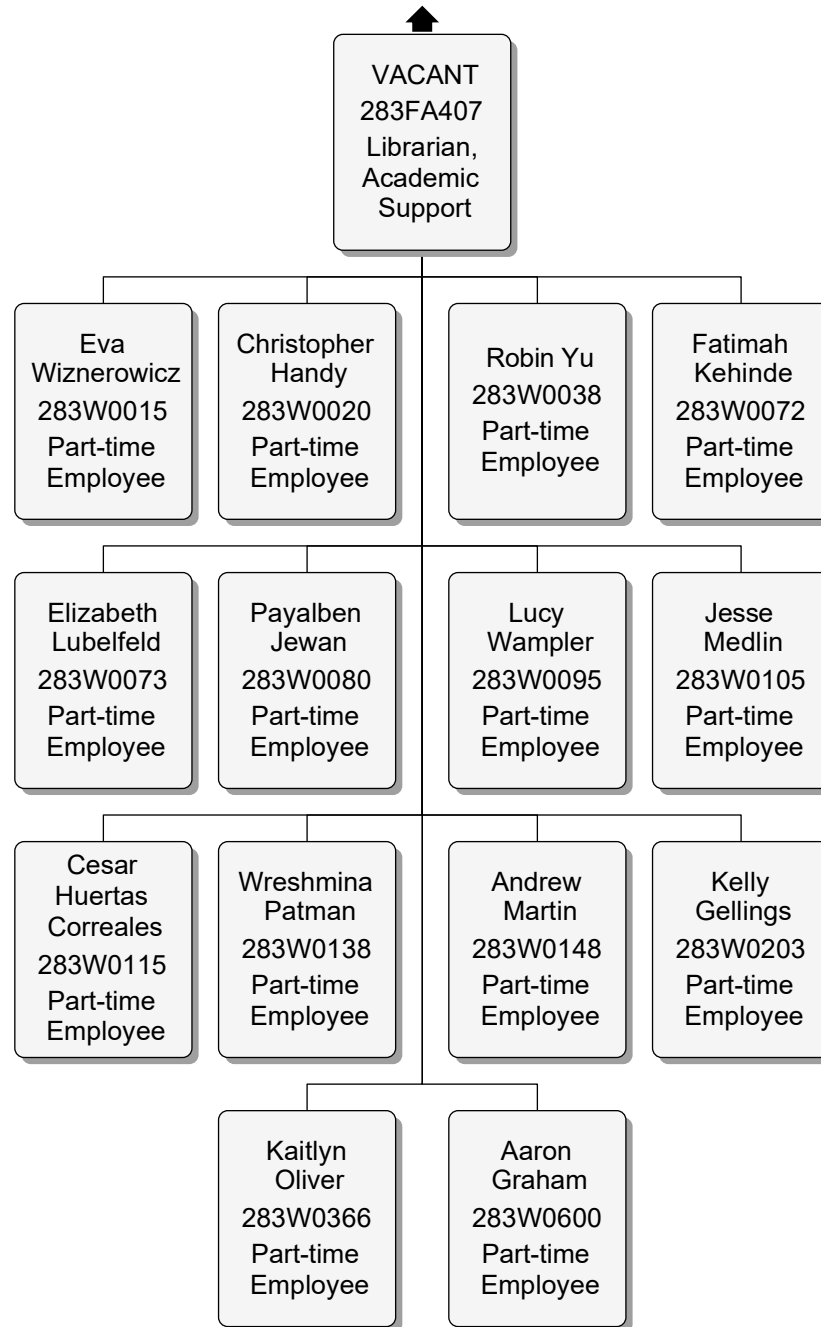 VACANT
283FA407
Librarian,
Academic
Support
Eva
Wiznerowicz
283W0015
Part-time
Employee
Christopher
Handy
283W0020
Part-time
Employee
Robin Yu
283W0038
Part-time
Employee
Fatimah
Kehinde
283W0072
Part-time
Employee
Elizabeth
Lubelfeld
283W0073
Part-time
Employee
Payalben
Jewan
283W0080
Part-time
Employee
Lucy
Wampler
283W0095
Part-time
Employee
Jesse
Medlin
283W0105
Part-time
Employee
Cesar
Huertas
Correales
283W0115
Part-time
Employee
Wreshmina
Patman
283W0138
Part-time
Employee
Andrew
Martin
283W0148
Part-time
Employee
Kelly
Gellings
283W0203
Part-time
Employee
Kaitlyn
Oliver
283W0366
Part-time
Employee
Aaron
Graham
283W0600
Part-time
Employee